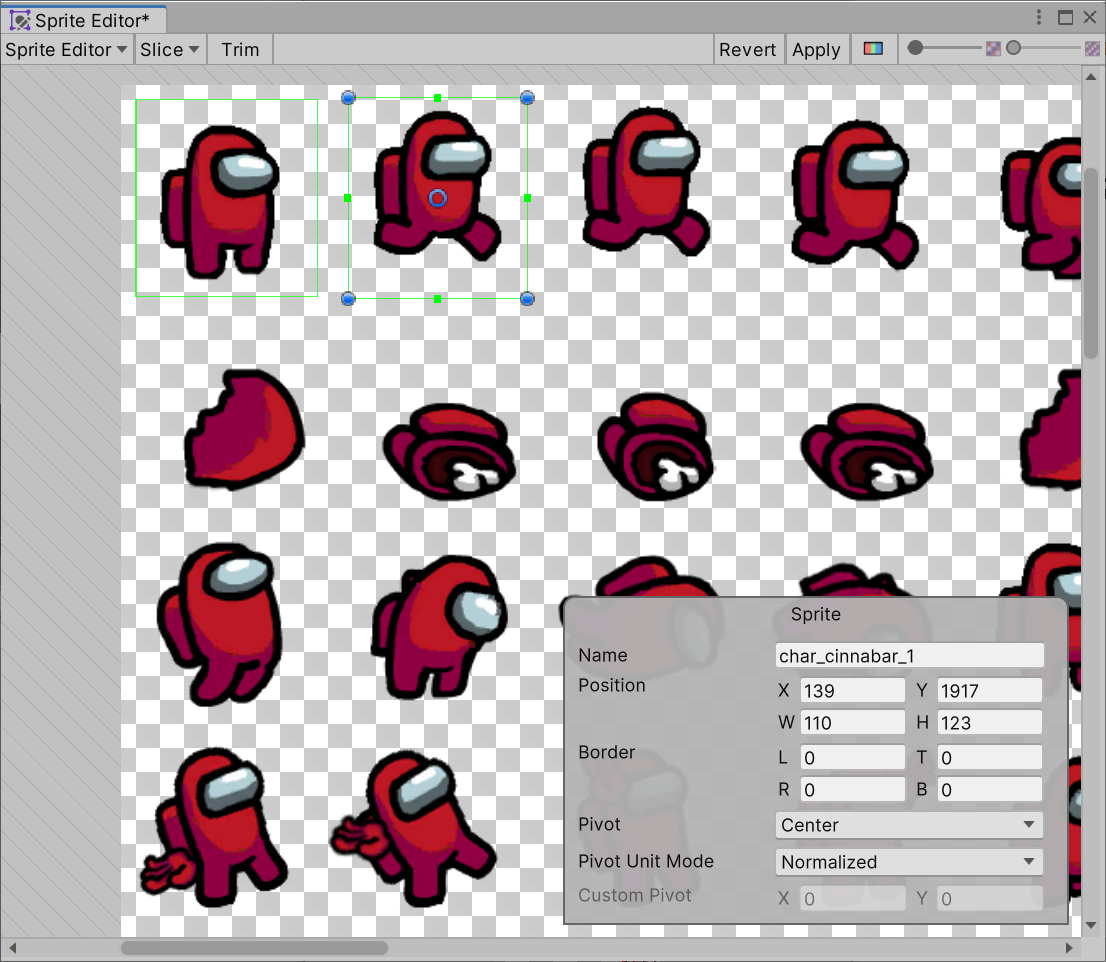 Sprite Editor*
Sprite Editor Slice Trim Revert Apply
Sprite
Name char_cinnabar_1
Position X 139 Y 1917
W 110 H 123
Border L 0 T 0
R 0 B 0
Pivot Center
Pivot Unit Mode Normalized
Custom Pivot X 0 Y 0